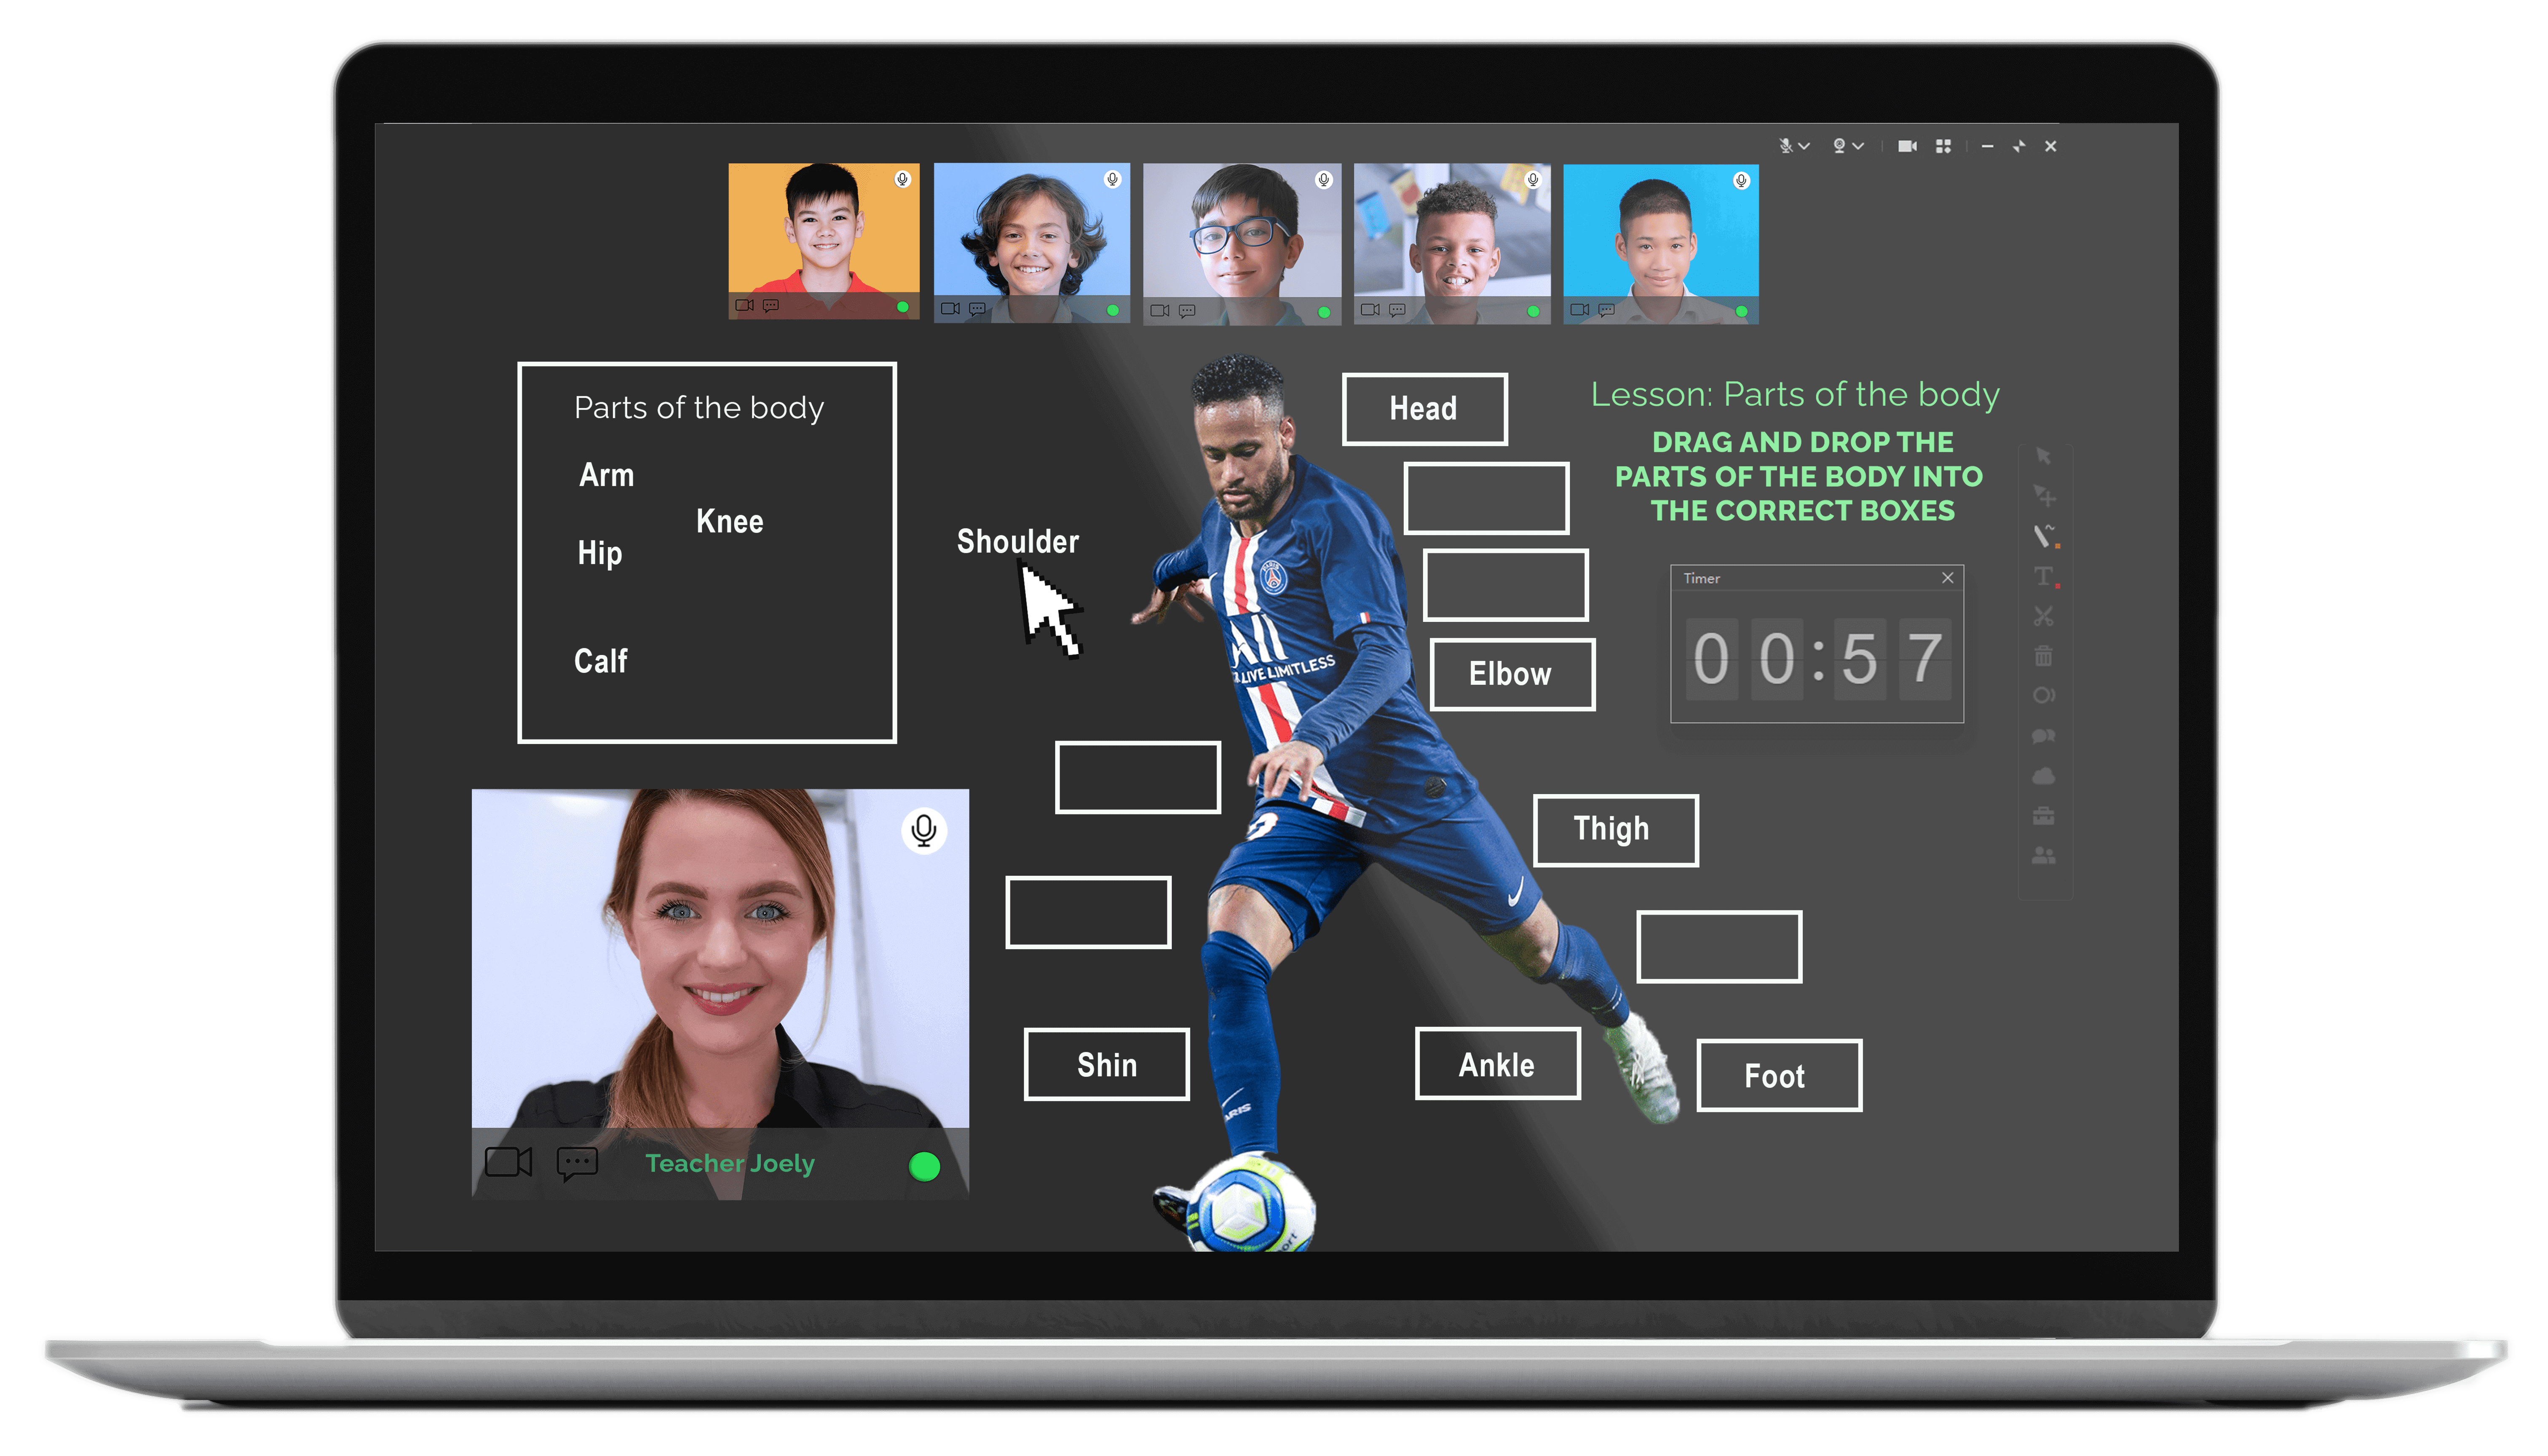 Parts of the body
Arm
Knee
Hip
Calf
Shoulder
Head
Elbow
Thigh
Shin
Ankle
Foot
Lesson: Parts of the body
DRAG AND DROP THE
PARTS OF THE BODY INTO
THE CORRECT BOXES
Timer
00:57
PARIS
LIVE LIMITLESS
Teacher Joely